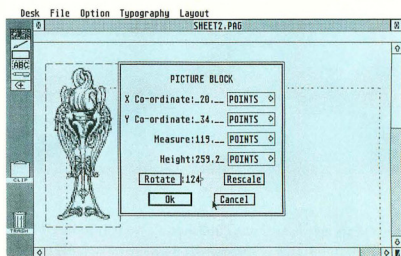 Desk File Option Typography Layout
SHEET2.PAG
ABC
PICTURE BLOCK
X Co-ordinate:_20.__ POINTS
Y Co-ordinate:_34.__ POINTS
Measure:119.__ POINTS
Height:259.2_ POINTS
Rotate :124 Rescale
Ok Cancel
CLIP
TRASH